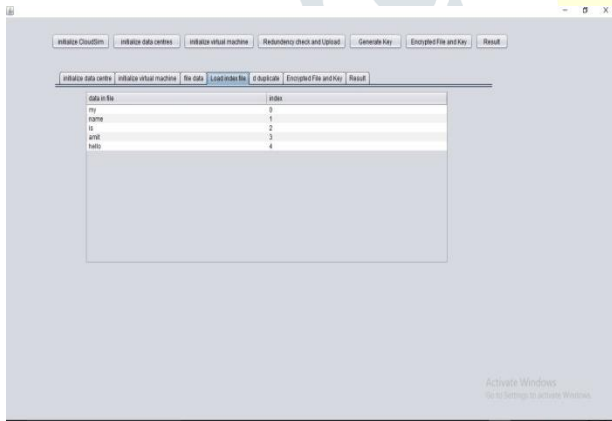 initialize CloudSim initialize data centres initialize virtual machine Redundency check and Upload Generate Key Encrypted File and Key Result
initialize data centre initialize virtual machine file data Load index file d duplicate Encrypted File and Key Result
data in file index
my 0
name 1
is 2
amit 3
hello 4
Activate Windows
Go to Settings to activate Windows.